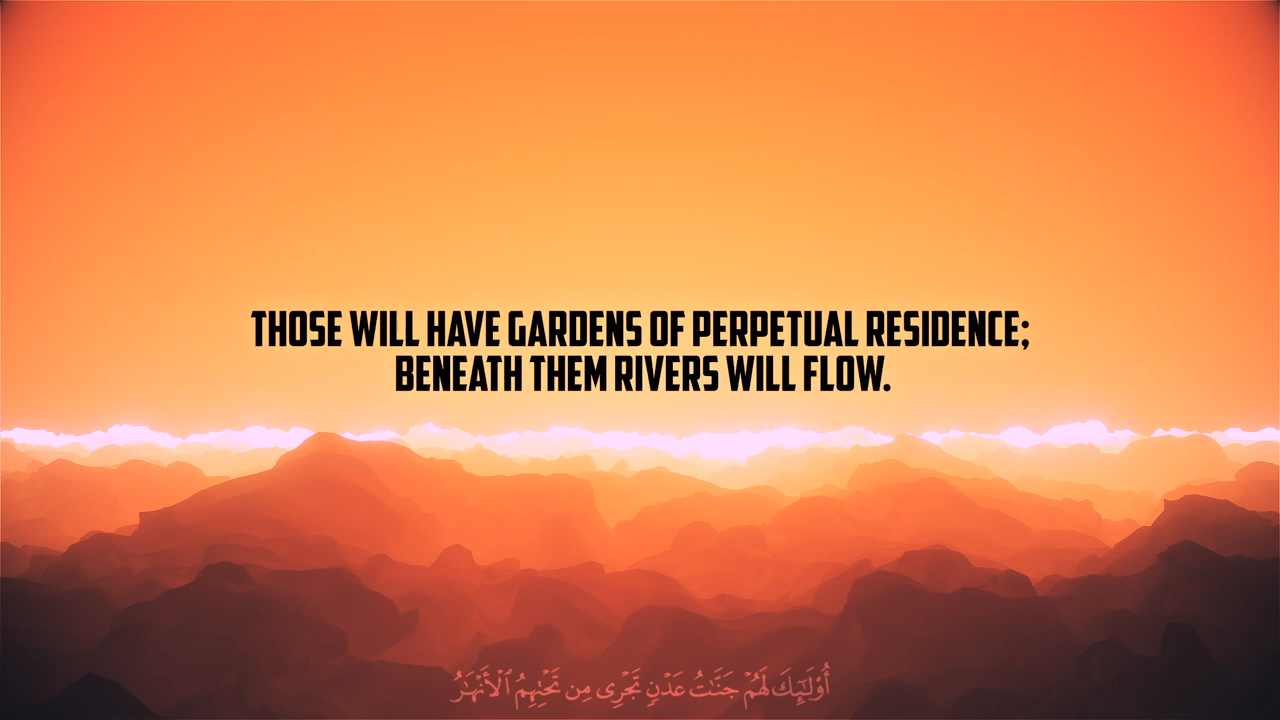 THOSE WILL HAVE GARDENS OF PERPETUAL RESIDENCE;
BENEATH THEM RIVERS WILL FLOW.
أُو۟لَـٰٓئِكَ لَهُمْ جَنَّـٰتُ عَدْنٍ تَجْرِى مِن تَحْتِهِمُ ٱلْأَنْهَـٰرُ